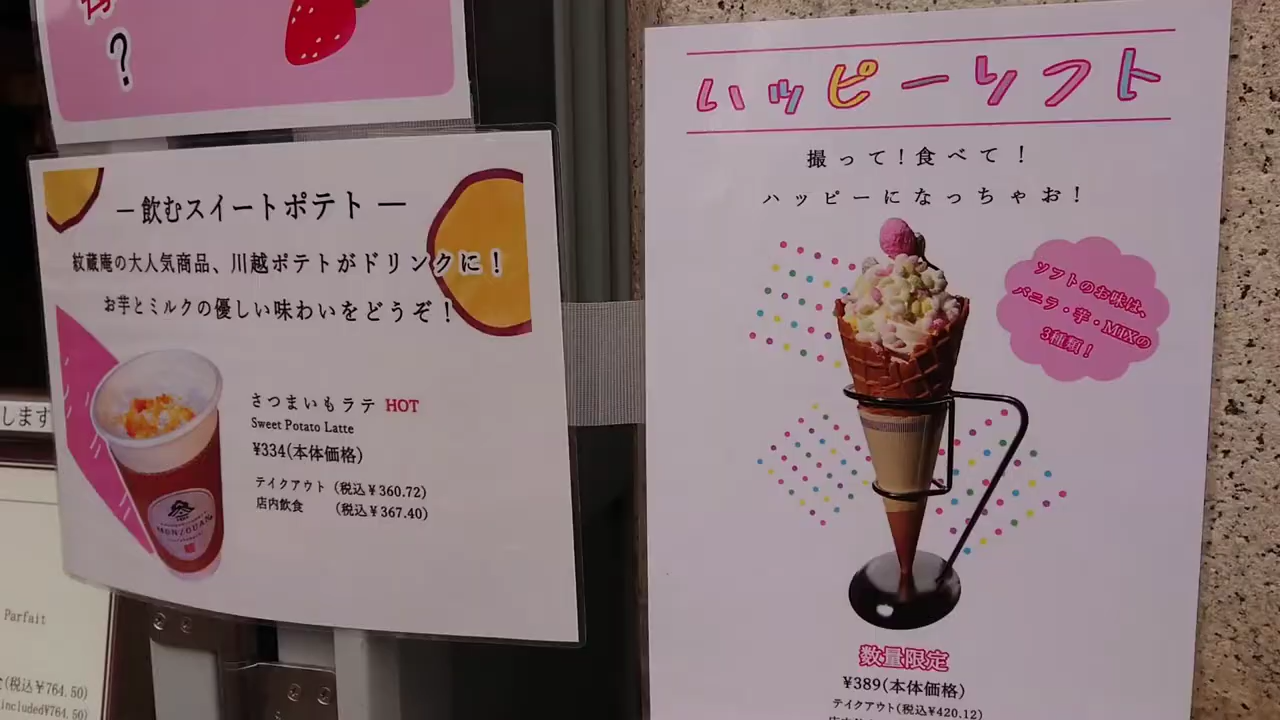 ?
ー飲むスイートポテトー
紋蔵庵の大人気商品、川越ポテトがドリンクに！
お芋とミルクの優しい味わいをどうぞ！
さつまいもラテ HOT
Sweet Potato Latte
¥334(本体価格)
テイクアウト (税込¥360.72)
店内飲食 (税込¥367.40)
MONZOUAN
します
Parfait
(税込¥764.50)
included¥764.50)
ハッピーソフト
撮って！食べて！
ハッピーになっちゃお！
ソフトのお味は、
バニラ・芋・MIXの
3種類！
数量限定
¥389(本体価格)
テイクアウト(税込¥420.12)